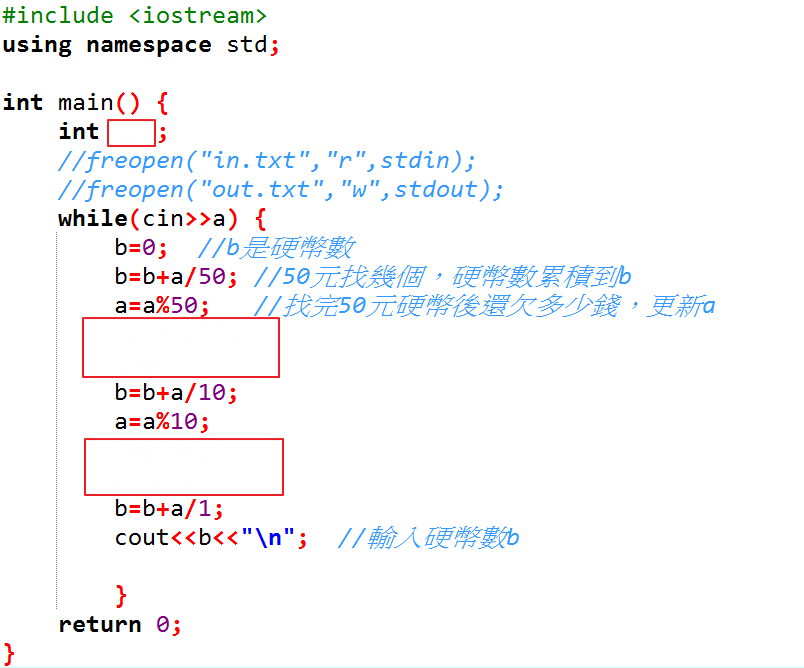 #include <iostream>
using namespace std;
int main() {
int ;
//freopen("in.txt","r",stdin);
//freopen("out.txt","w",stdout);
while(cin>>a) {
b=0; //b是硬幣數
b=b+a/50; //50元找幾個，硬幣數累積到b
a=a%50; //找完50元硬幣後還欠多少錢，更新a
b=b+a/10;
a=a%10;
b=b+a/1;
cout<<b<<"\n"; //輸入硬幣數b
}
return 0;
}